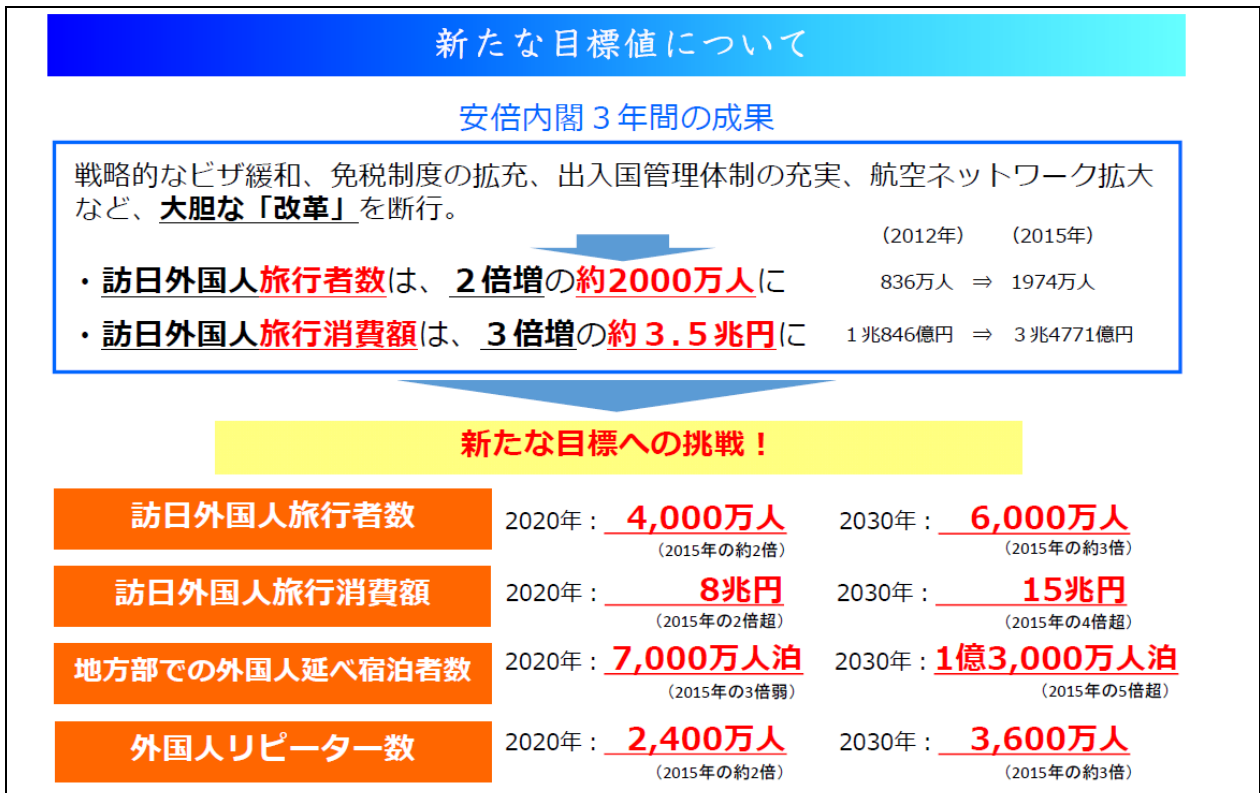 新たな目標値について
安倍内閣３年間の成果
戦略的なビザ緩和、免税制度の拡充、出入国管理体制の充実、航空ネットワーク拡大
など、大胆な「改革」を断行。
（2012年） （2015年）
・訪日外国人旅行者数は、２倍増の約2000万人に 836万人 ⇒ 1974万人
・訪日外国人旅行消費額は、３倍増の約３.５兆円に １兆846億円 ⇒ ３兆4771億円
新たな目標への挑戦！
訪日外国人旅行者数 2020年： 4,000万人 2030年： 6,000万人
（2015年の約2倍） （2015年の約3倍）
訪日外国人旅行消費額 2020年： 8兆円 2030年： 15兆円
（2015年の2倍超） （2015年の4倍超）
地方部での外国人延べ宿泊者数 2020年： 7,000万人泊 2030年： 1億3,000万人泊
（2015年の3倍弱） （2015年の5倍超）
外国人リピーター数 2020年： 2,400万人 2030年： 3,600万人
（2015年の約2倍） （2015年の約3倍）